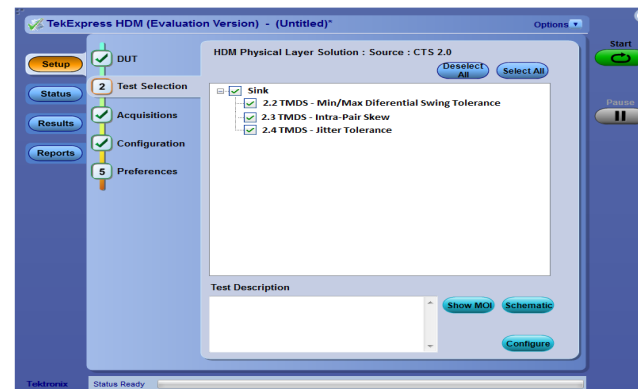 TekExpress HDM (Evaluation Version) - (Untitled)*
Options
Start
Setup
DUT
HDM Physical Layer Solution : Source : CTS 2.0
Deselect All
Select All
Status
2 Test Selection
Sink
2.2 TMDS - Min/Max Diferential Swing Tolerance
Pause
Results
Acquisitions
2.3 TMDS - Intra-Pair Skew
2.4 TMDS - Jitter Tolerance
Reports
Configuration
5 Preferences
Test Description
Show MOI
Schematic
Configure
Tektronix
Status Ready